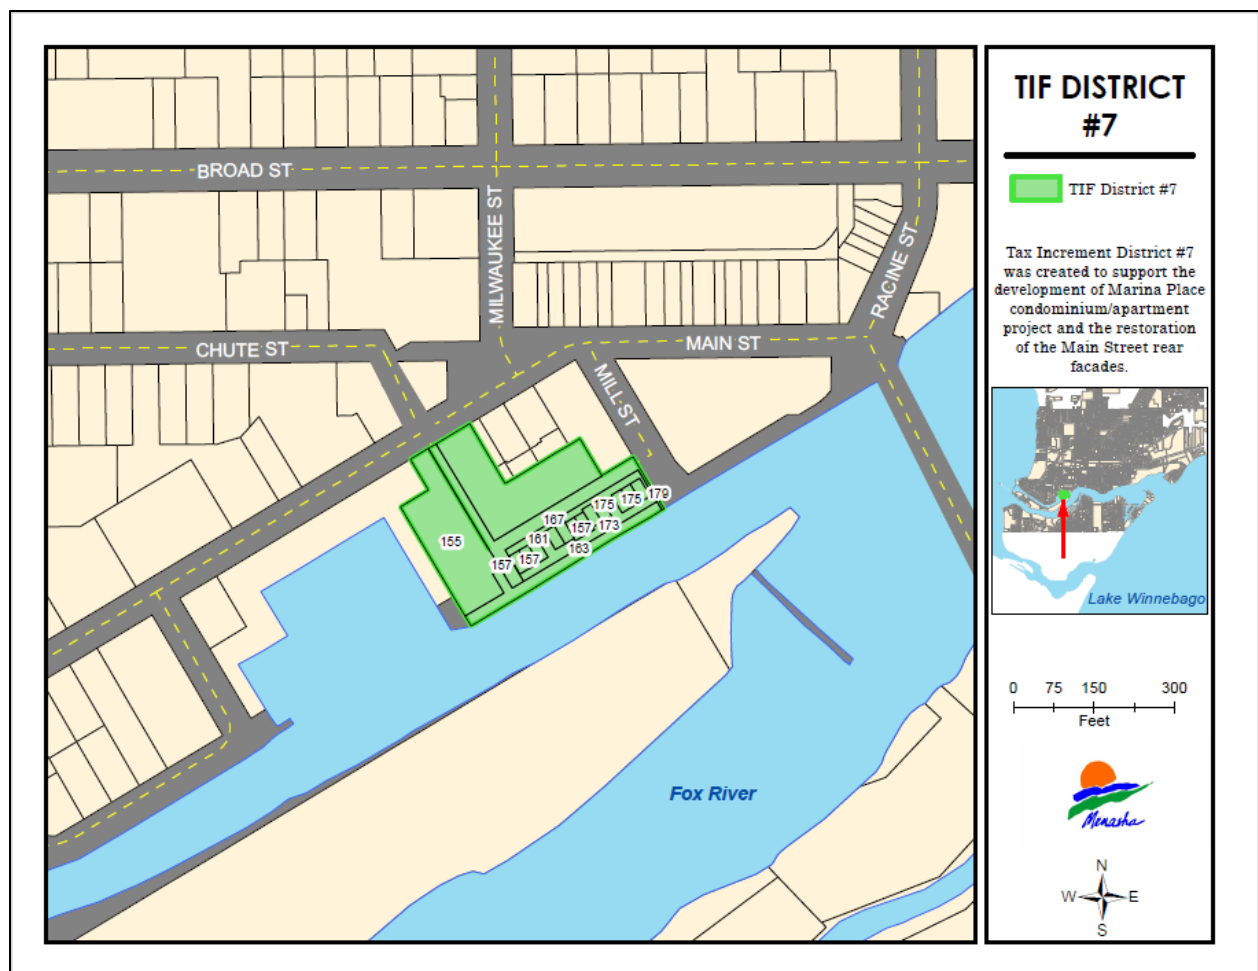 BROAD ST
MILWAUKEE ST
RACINE ST
CHUTE ST
MAIN ST
MILL ST
179
175
175
167
157
173
161
163
155
157
157
Fox River
TIF DISTRICT
#7
TIF District #7
Tax Increment District #7
was created to support the
development of Marina Place
condominium/apartment
project and the restoration
of the Main Street rear
facades.
Lake Winnebago
0 75 150 300
Feet
Menasha
N
W E
S